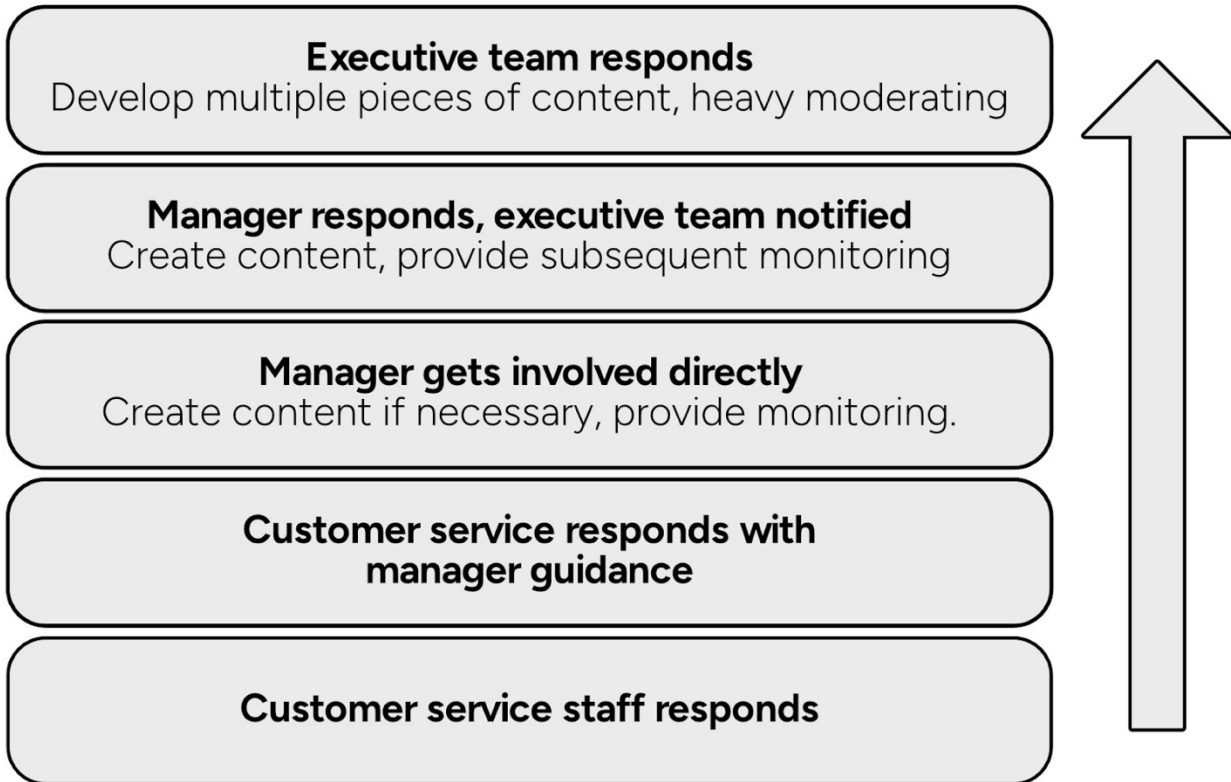 Executive team responds
Develop multiple pieces of content, heavy moderating
Manager responds, executive team notified
Create content, provide subsequent monitoring
Manager gets involved directly
Create content if necessary, provide monitoring.
Customer service responds with
manager guidance
Customer service staff responds